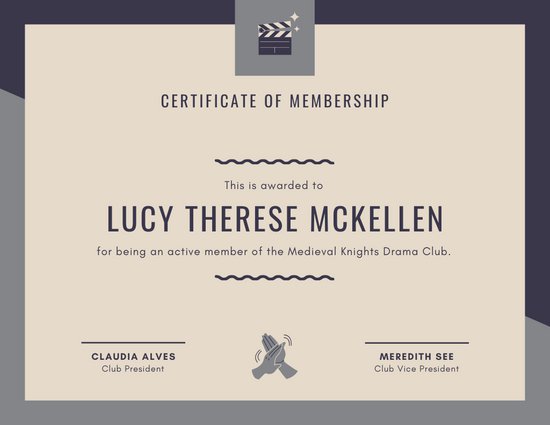 CERTIFICATE OF MEMBERSHIP
This is awarded to
LUCY THERESE MCKELLEN
for being an active member of the Medieval Knights Drama Club.
CLAUDIA ALVES
Club President
MEREDITH SEE
Club Vice President